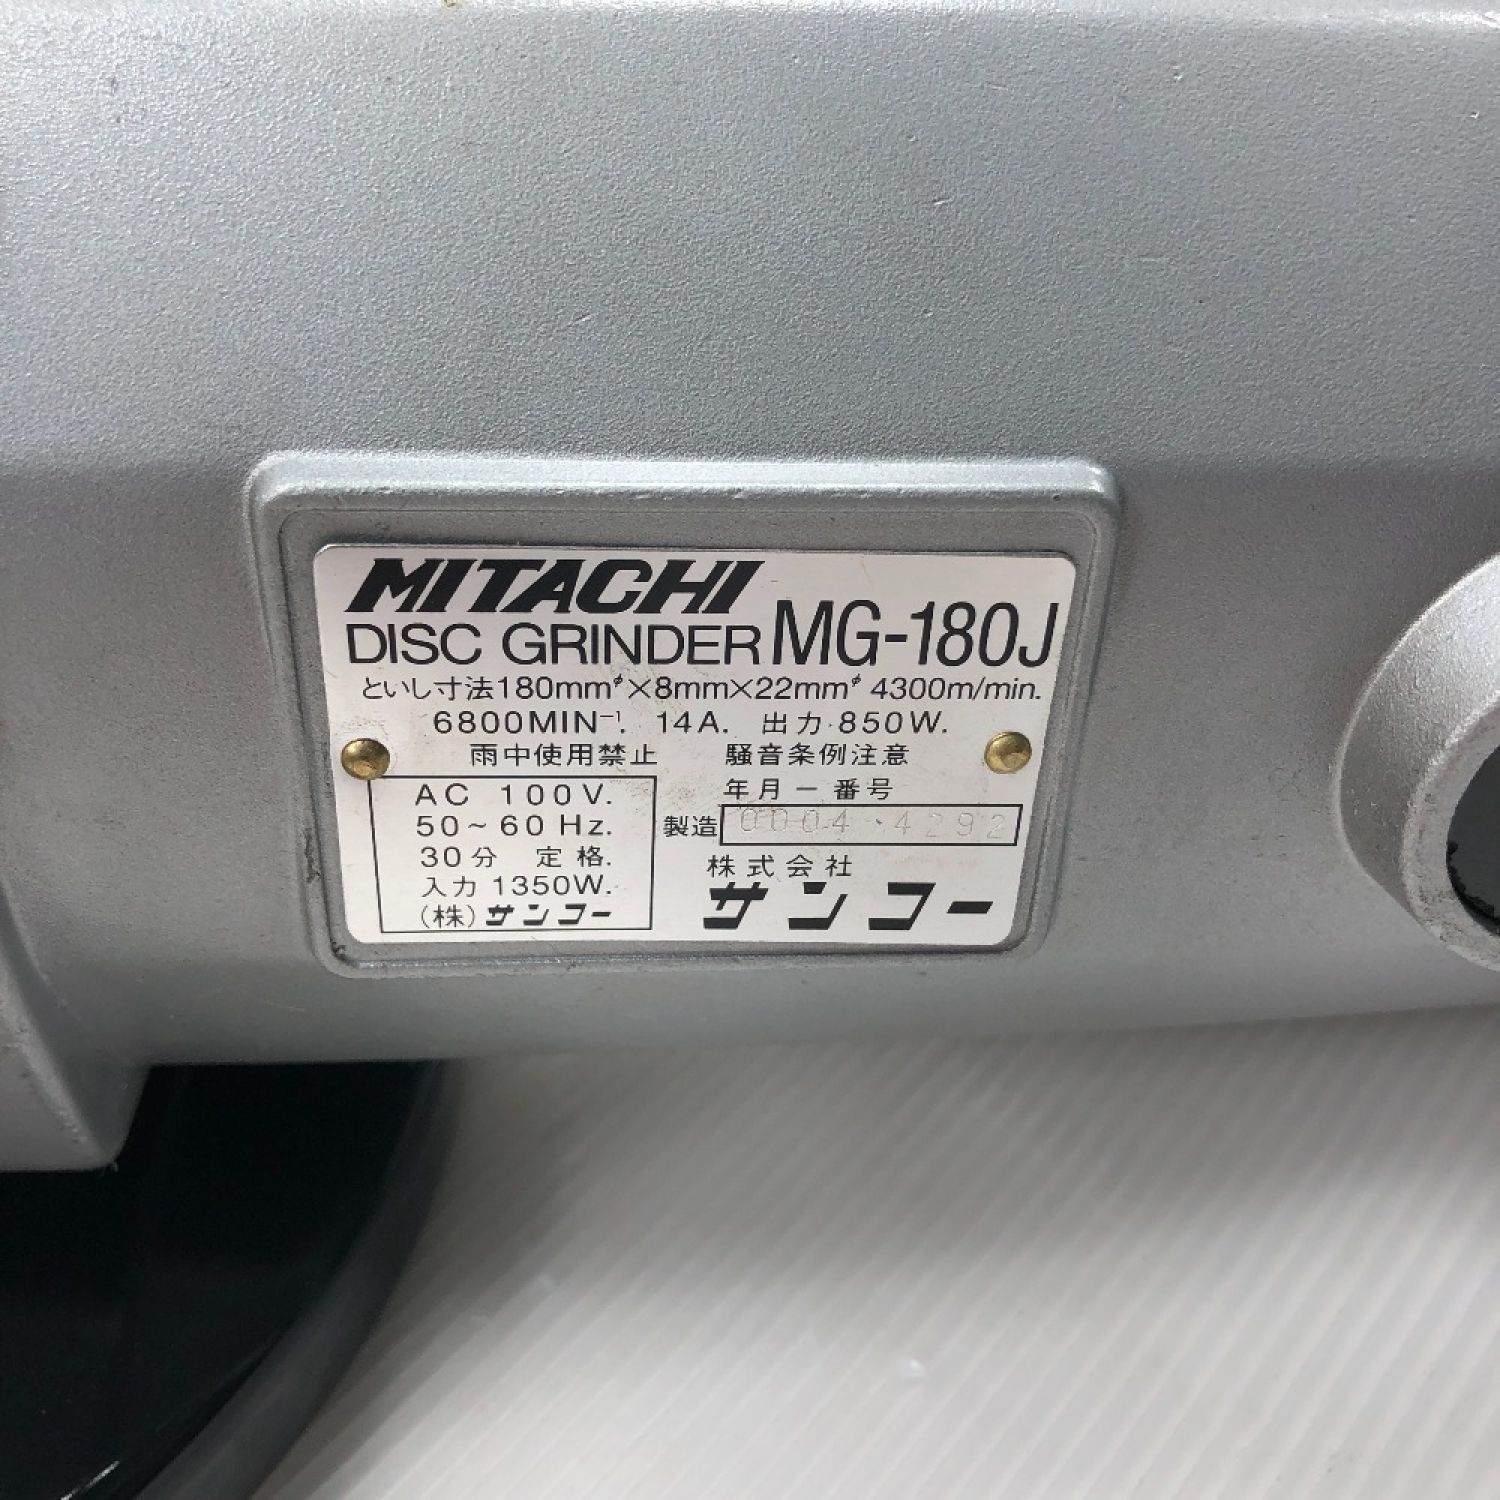 MITACHI
DISC GRINDER MG-180J
といし寸法180mmφ×8mm×22mmφ 4300m/min.
6800MIN⁻¹. 14A. 出力 850W.
雨中使用禁止 騒音条例注意
AC 100V.
50~60Hz.
30分 定格.
入力 1350W.
(株)サンコー
年月ー番号
製造 0004 4292
株式会社
サンコー